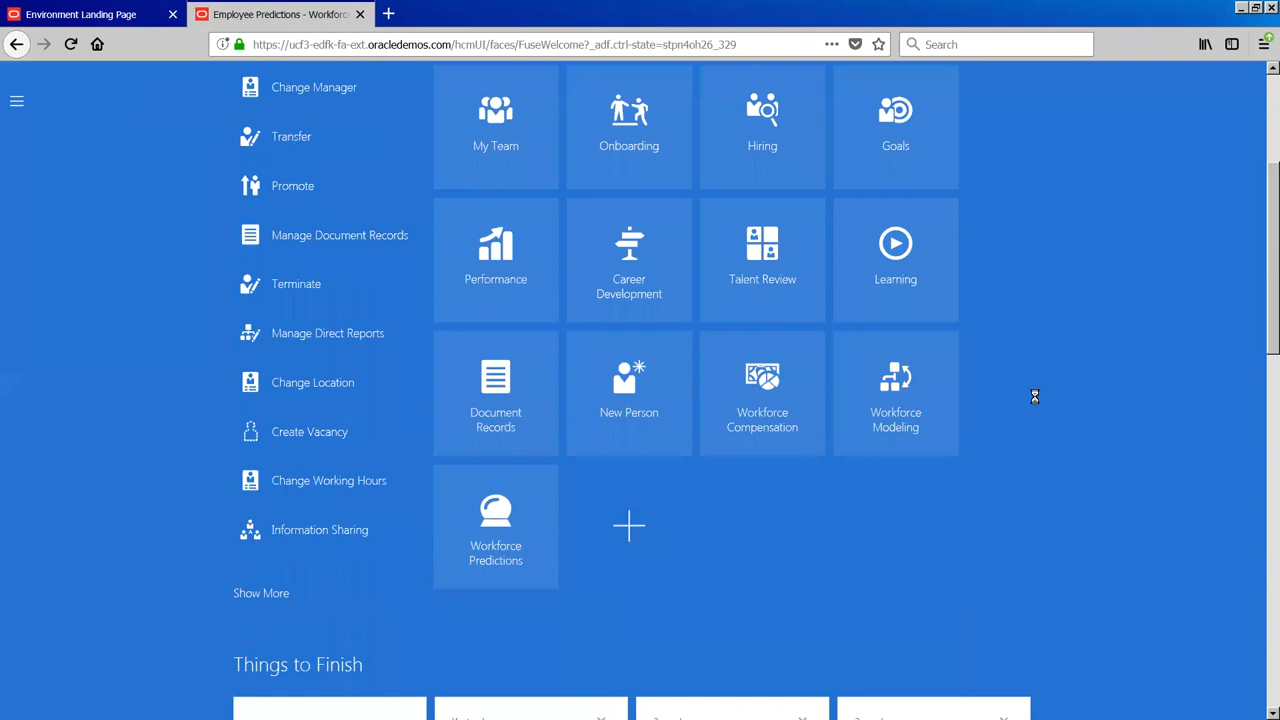 Environment Landing Page
Employee Predictions - Workforc
https://ucf3-edfk-fa-ext.oracledemos.com/hcmUI/faces/FuseWelcome?_adf.ctrl-state=stpn4oh26_329
Search
Change Manager
Transfer
Promote
Manage Document Records
Terminate
Manage Direct Reports
Change Location
Create Vacancy
Change Working Hours
Information Sharing
Show More
My Team
Onboarding
Hiring
Goals
Performance
Career
Development
Talent Review
Learning
Document
Records
New Person
Workforce
Compensation
Workforce
Modeling
Workforce
Predictions
Things to Finish